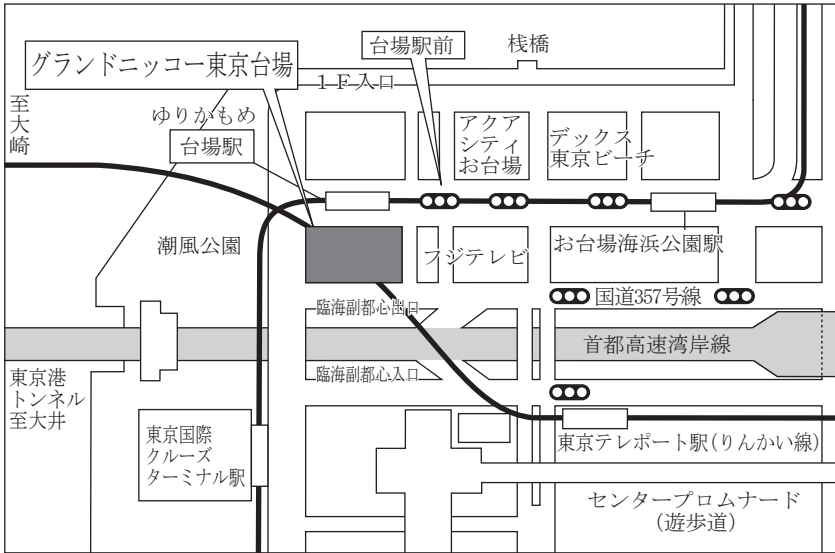 台場駅前
桟橋
グランドニッコー東京台場
1F入口
至大崎
ゆりかもめ
台場駅
アクア
シティ
お台場
デックス
東京ビーチ
潮風公園
フジテレビ
お台場海浜公園駅
国道357号線
臨海副都心出口
首都高速湾岸線
臨海副都心入口
東京港
トンネル
至大井
東京国際
クルーズ
ターミナル駅
東京テレポート駅(りんかい線)
センタープロムナード
(遊歩道)